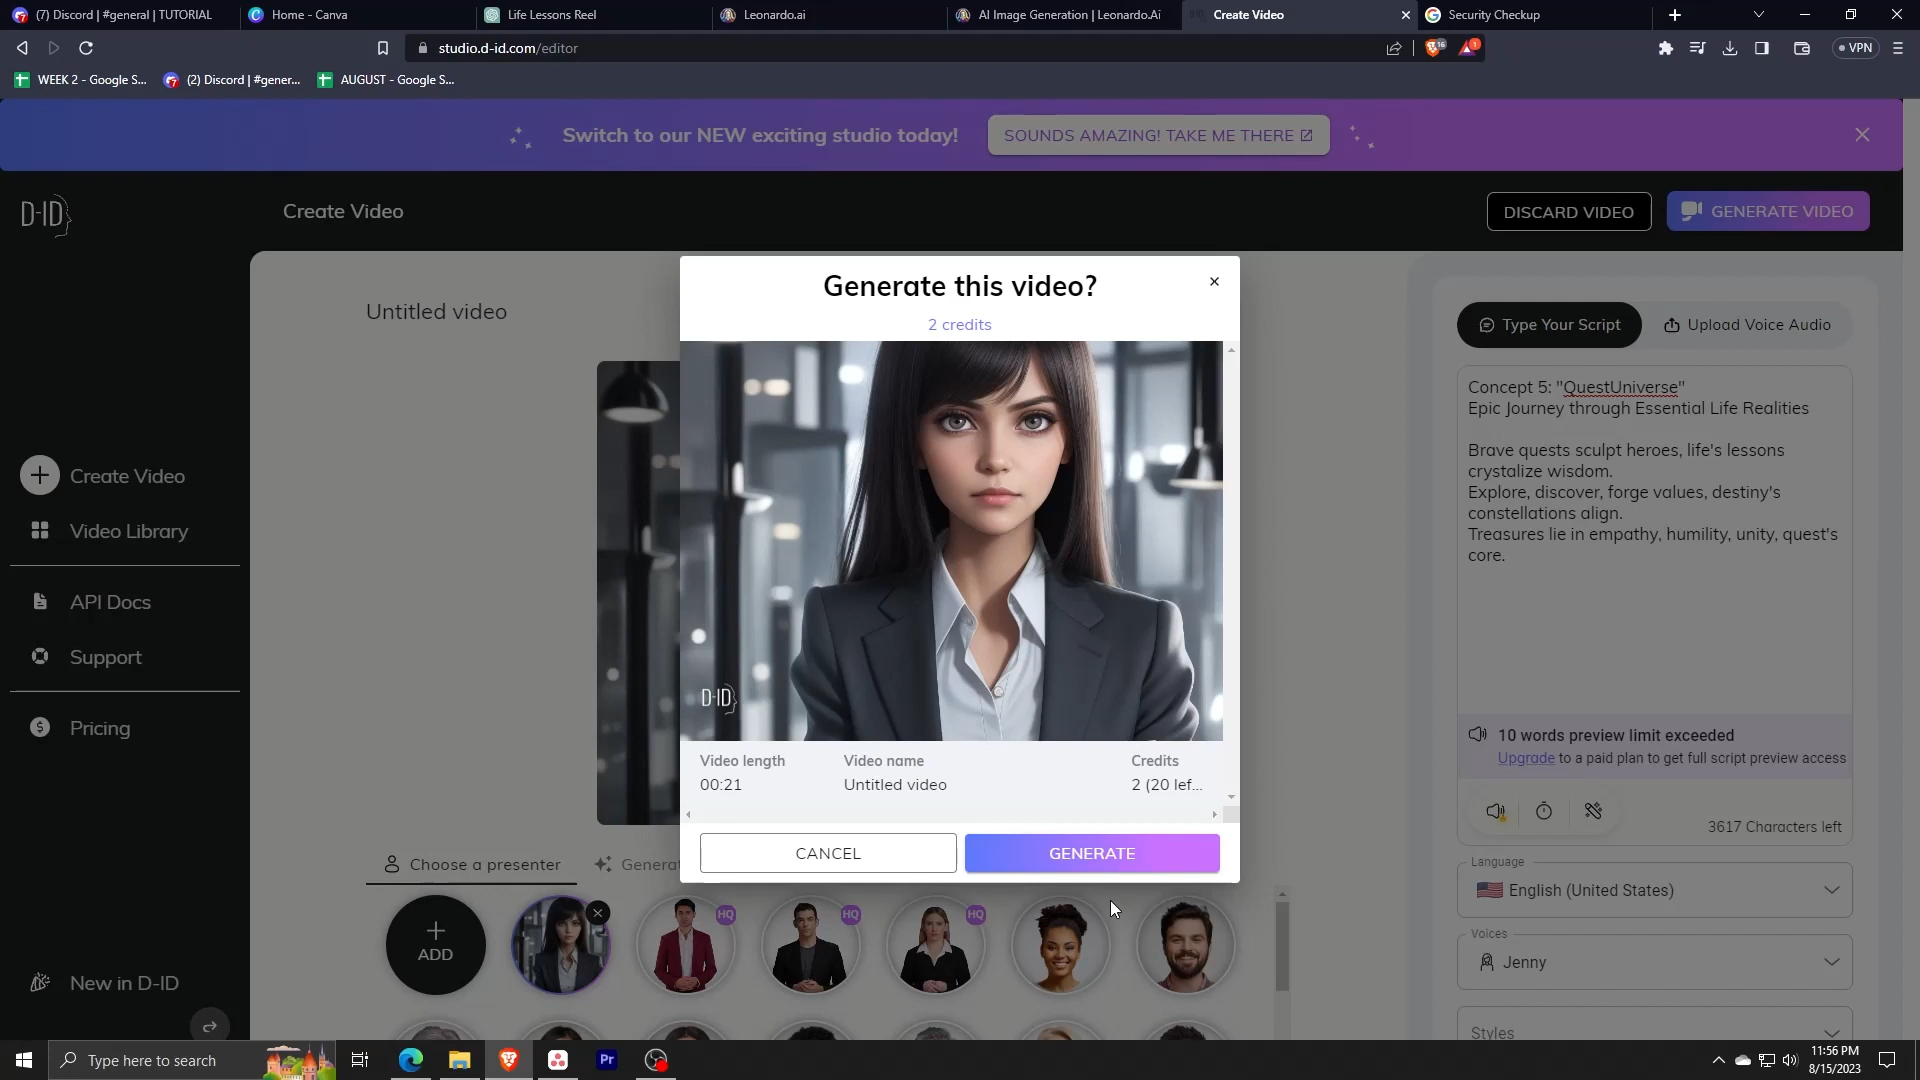 (7) Discord | #general | TUTORIAL
Home - Canva
Life Lessons Reel
Leonardo.ai
AI Image Generation | Leonardo.Ai
Create Video
Security Checkup
studio.d-id.com/editor
16
1
VPN
WEEK 2 - Google S...
(2) Discord | #gener...
AUGUST - Google S...
Switch to our NEW exciting studio today!
SOUNDS AMAZING! TAKE ME THERE
D-ID
Create Video
DISCARD VIDEO
GENERATE VIDEO
Generate this video?
2 credits
Untitled video
Type Your Script
Upload Voice Audio
Concept 5: "QuestUniverse"
Epic Journey through Essential Life Realities
Brave quests sculpt heroes, life's lessons
crystalize wisdom.
Explore, discover, forge values, destiny's
constellations align.
Treasures lie in empathy, humility, unity, quest's
core.
Create Video
Video Library
API Docs
Support
Pricing
New in D-ID
D-ID
Video length
Video name
Credits
00:21
Untitled video
2 (20 lef...
CANCEL
GENERATE
10 words preview limit exceeded
Upgrade to a paid plan to get full script preview access
3617 Characters left
Choose a presenter
Generat
ADD
HQ
HQ
HQ
Language
English (United States)
Voices
Jenny
Styles
Type here to search
Pr
11:56 PM
8/15/2023